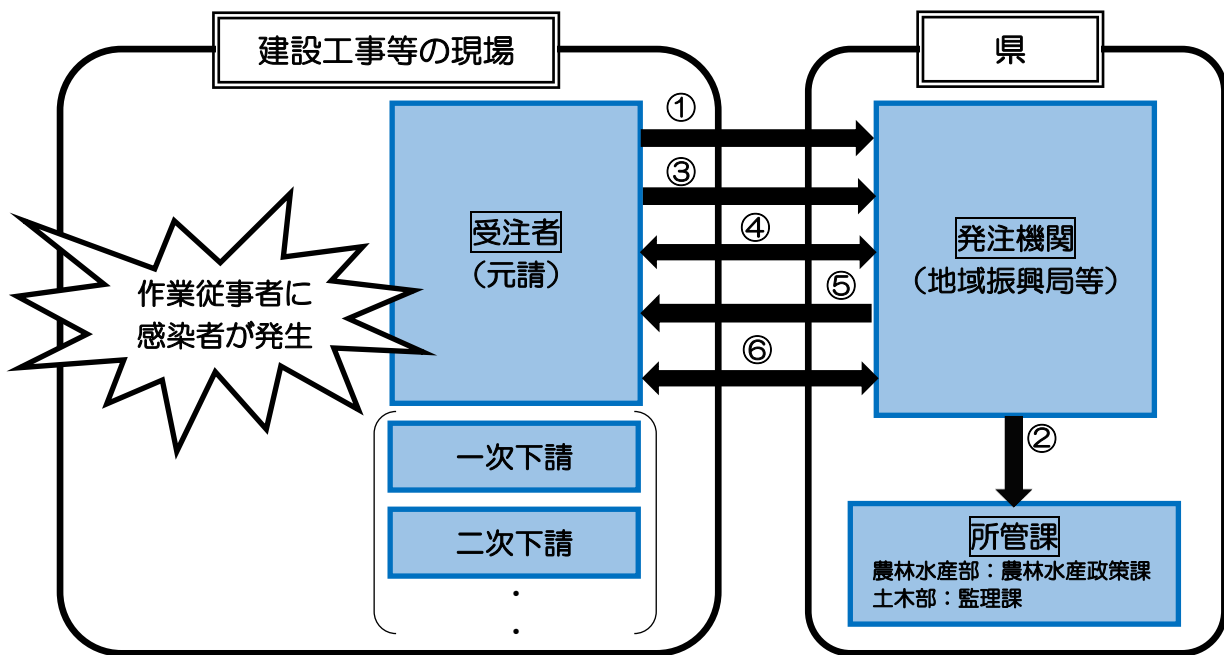 建設工事等の現場
県
①
③
④
⑤
⑥
②
受注者
（元請）
発注機関
（地域振興局等）
作業従事者に
感染者が発生
一次下請
二次下請
・
・
所管課
農林水産部：農林水産政策課
土木部：監理課